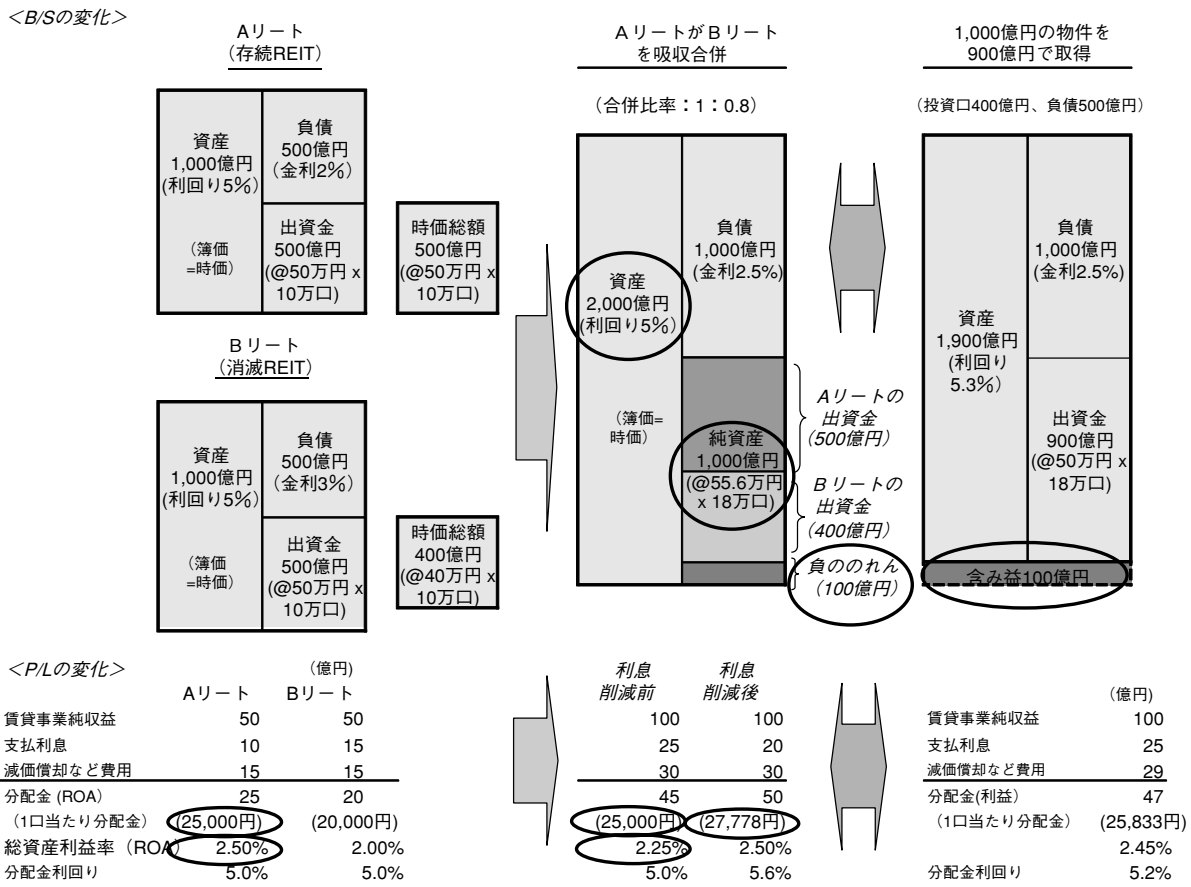 ＜B/Sの変化＞
Aリート
（存続REIT）
資産
1,000億円
(利回り5％）
（簿価
=時価）
負債
500億円
（金利2％）
出資金
500億円
(@50万円 x
10万口)
時価総額
500億円
(@50万円 x
10万口)
Ｂリート
（消滅REIT）
資産
1,000億円
(利回り5％）
（簿価
=時価）
負債
500億円
（金利3％）
出資金
500億円
(@50万円 x
10万口)
時価総額
400億円
(@40万円 x
10万口)
ＡリートがＢリート
を吸収合併
（合併比率：1：0.8）
資産
2,000億円
(利回り5％）
（簿価=
時価）
負債
1,000億円
(金利2.5%)
純資産
1,000億円
(@55.6万円
x 18万口)
Aリートの
出資金
（500億円）
Ｂリートの
出資金
（400億円）
負ののれん
（100億円）
1,000億円の物件を
900億円で取得
（投資口400億円、負債500億円）
資産
1,900億円
(利回り
5.3％）
負債
1,000億円
(金利2.5%)
出資金
900億円
(@50万円 x
18万口)
含み益100億円
＜P/Lの変化＞
（億円)
Aリート Bリート
賃貸事業純収益 50 50
支払利息 10 15
減価償却など費用 15 15
分配金 (ROA） 25 20
（1口当たり分配金） (25,000円) (20,000円)
総資産利益率（ROA） 2.50% 2.00%
分配金利回り 5.0% 5.0%
利息 利息
削減前 削減後
100 100
25 20
30 30
45 50
(25,000円) (27,778円)
2.25% 2.50%
5.0% 5.6%
(億円)
賃貸事業純収益 100
支払利息 25
減価償却など費用 29
分配金(利益） 47
（1口当たり分配金） (25,833円)
2.45%
分配金利回り 5.2%